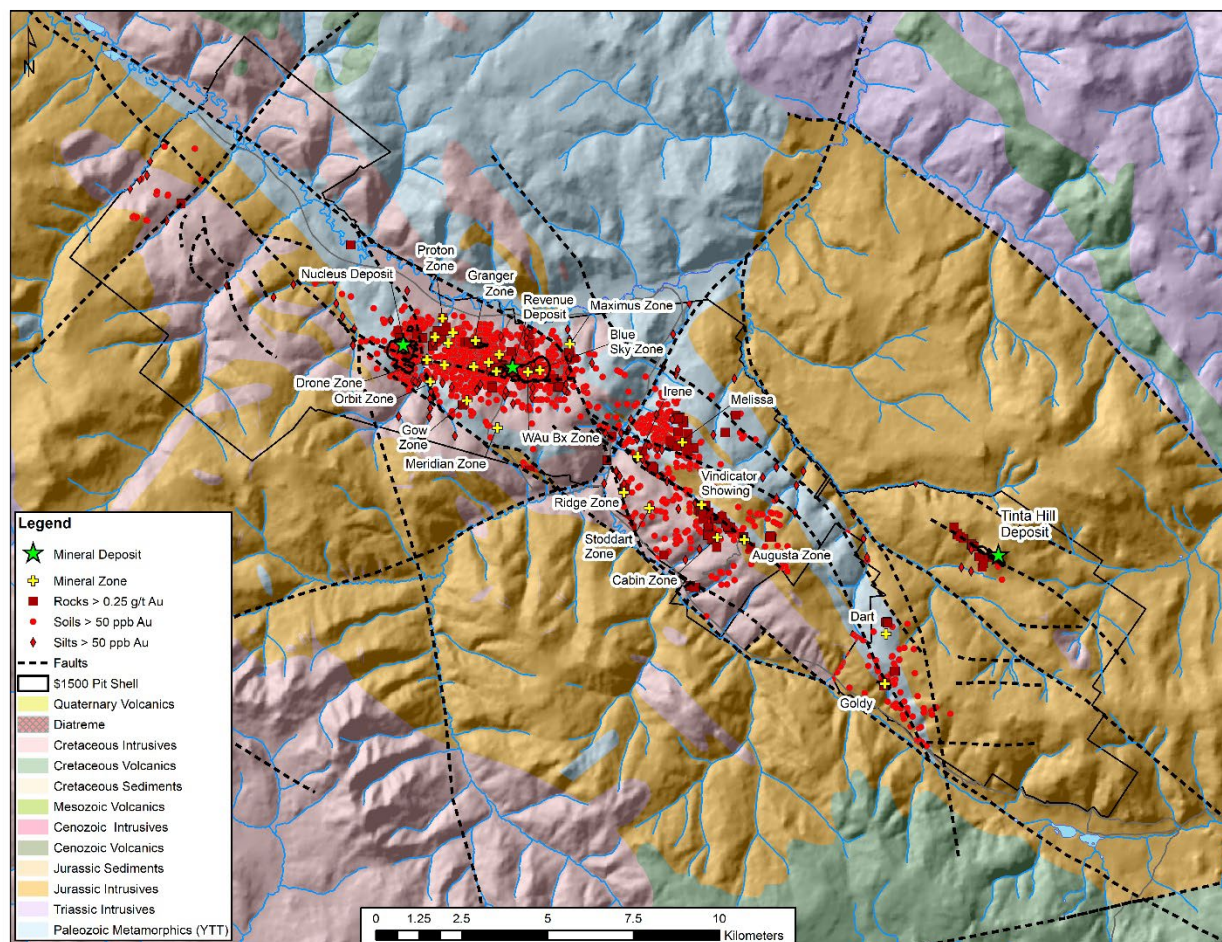 N
Proton
Zone
Nucleus Deposit
Granger
Zone
Revenue
Deposit
Maximus Zone
Blue
Sky Zone
Drone Zone
Orbit Zone
Irene
Melissa
Gow
Zone
WAu Bx Zone
Meridian Zone
Vindicator
Showing
Ridge Zone
Tinta Hill
Deposit
Stoddart
Zone
Augusta Zone
Cabin Zone
Dart
Goldy
Legend
Mineral Deposit
Mineral Zone
Rocks > 0.25 g/t Au
Soils > 50 ppb Au
Silts > 50 ppb Au
Faults
$1500 Pit Shell
Quaternary Volcanics
Diatreme
Cretaceous Intrusives
Cretaceous Volcanics
Cretaceous Sediments
Mesozoic Volcanics
Cenozoic Intrusives
Cenozoic Volcanics
Jurassic Sediments
Jurassic Intrusives
Triassic Intrusives
Paleozoic Metamorphics (YTT)
0 1.25 2.5 5 7.5 10
Kilometers